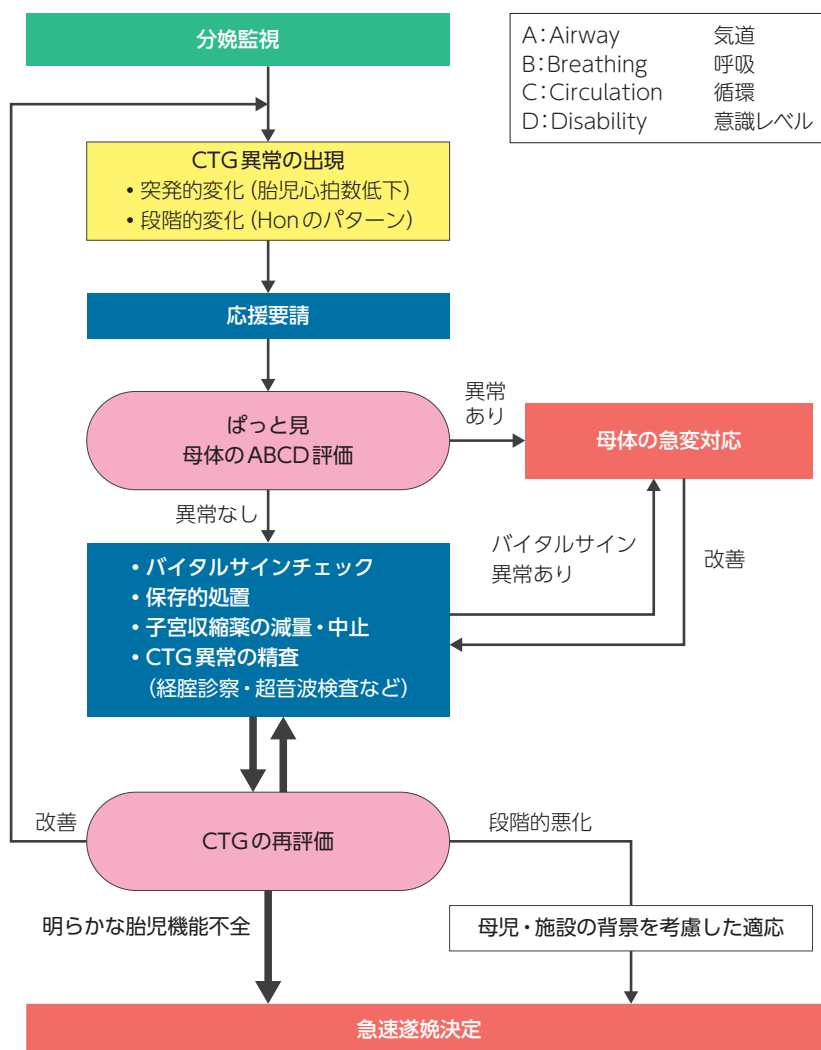 分娩監視
A:Airway 気道
B:Breathing 呼吸
C:Circulation 循環
D:Disability 意識レベル
CTG異常の出現
• 突発的変化(胎児心拍数低下)
• 段階的変化(Honのパターン)
応援要請
ぱっと見
母体のABCD評価
異常
あり
母体の急変対応
異常なし
・バイタルサインチェック
・保存的処置
・子宮収縮薬の減量・中止
・CTG異常の精査
(経腟診察・超音波検査など)
バイタルサイン
異常あり
改善
改善
CTGの再評価
段階的悪化
明らかな胎児機能不全
母児・施設の背景を考慮した適応
急速遂娩決定